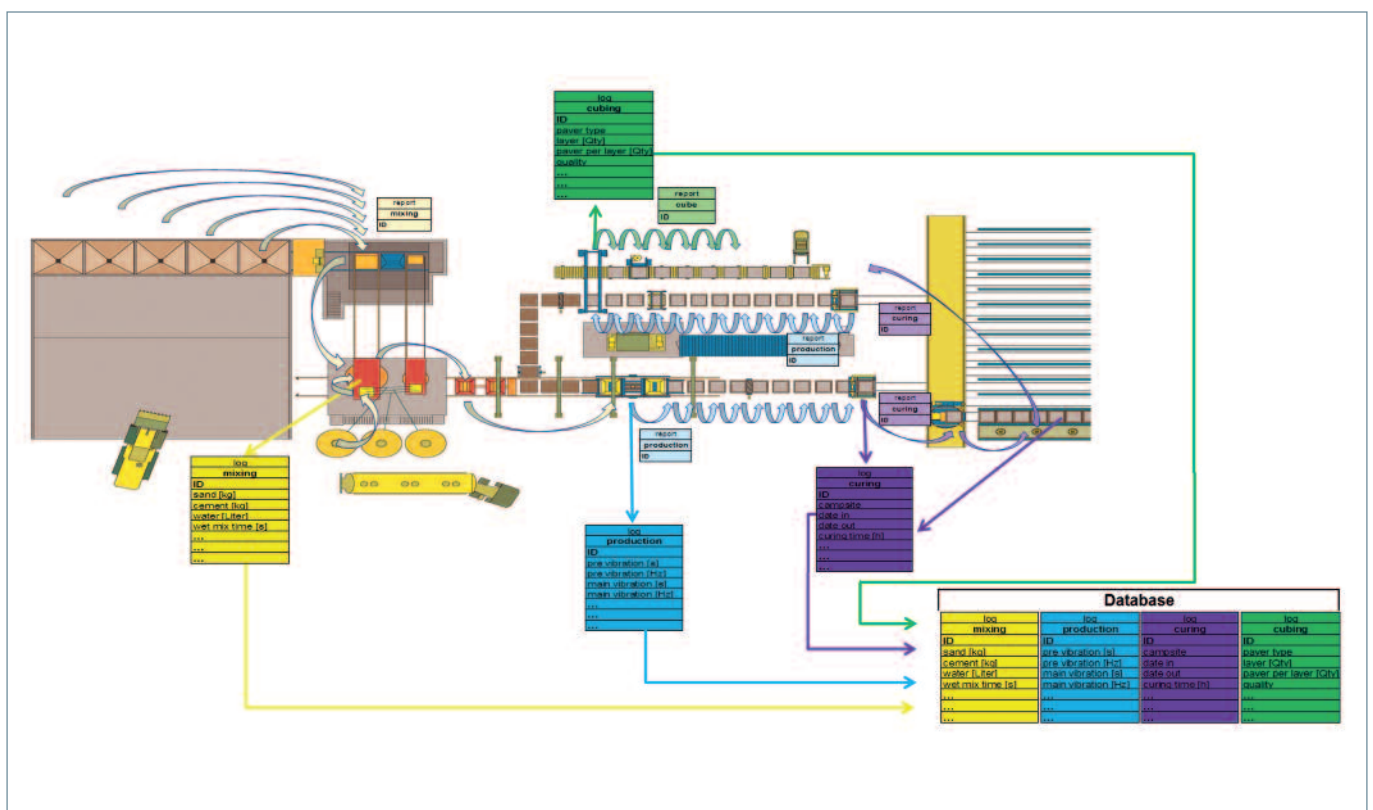 log
cubing
ID
paver type
layer [Qty]
paver per layer [Qty]
quality
...
...
...
report
mixing
ID
report
cube
ID
report
curing
ID
report
production
ID
report
curing
ID
report
production
ID
log
mixing
ID
sand [kg]
cement [kg]
water [Liter]
wet mix time [s]
...
...
...
log
production
ID
pre vibration [s]
pre vibration [Hz]
main vibration [s]
main vibration [Hz]
...
...
...
log
curing
ID
campsite
date in
date out
curing time [h]
...
...
...
Database
log
mixing
ID
sand [kg]
cement [kg]
water [Liter]
wet mix time [s]
...
...
...
log
production
ID
pre vibration [s]
pre vibration [Hz]
main vibration [s]
main vibration [Hz]
...
...
...
log
curing
ID
campsite
date in
date out
curing time [h]
...
...
...
log
cubing
ID
paver type
layer [Qty]
paver per layer [Qty]
quality
...
...
...